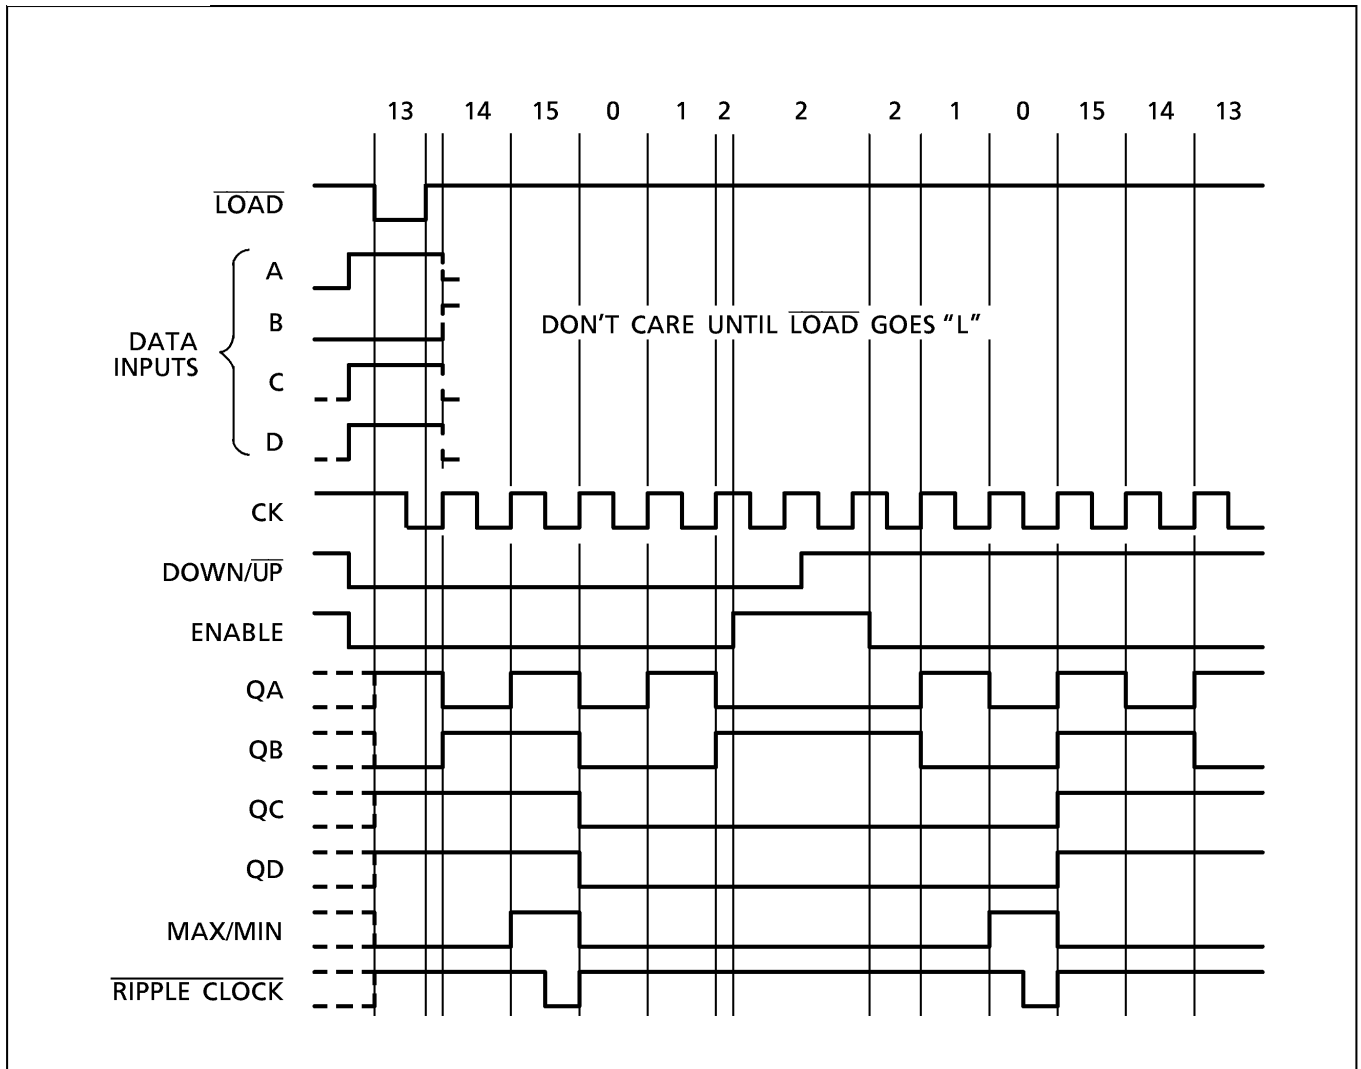 13 14 15 0 1 2 2 2 1 0 15 14 13
LOAD
A
B
DON'T CARE UNTIL LOAD GOES “L”
DATA
INPUTS
C
D
CK
DOWN/UP
ENABLE
QA
QB
QC
QD
MAX/MIN
RIPPLE CLOCK